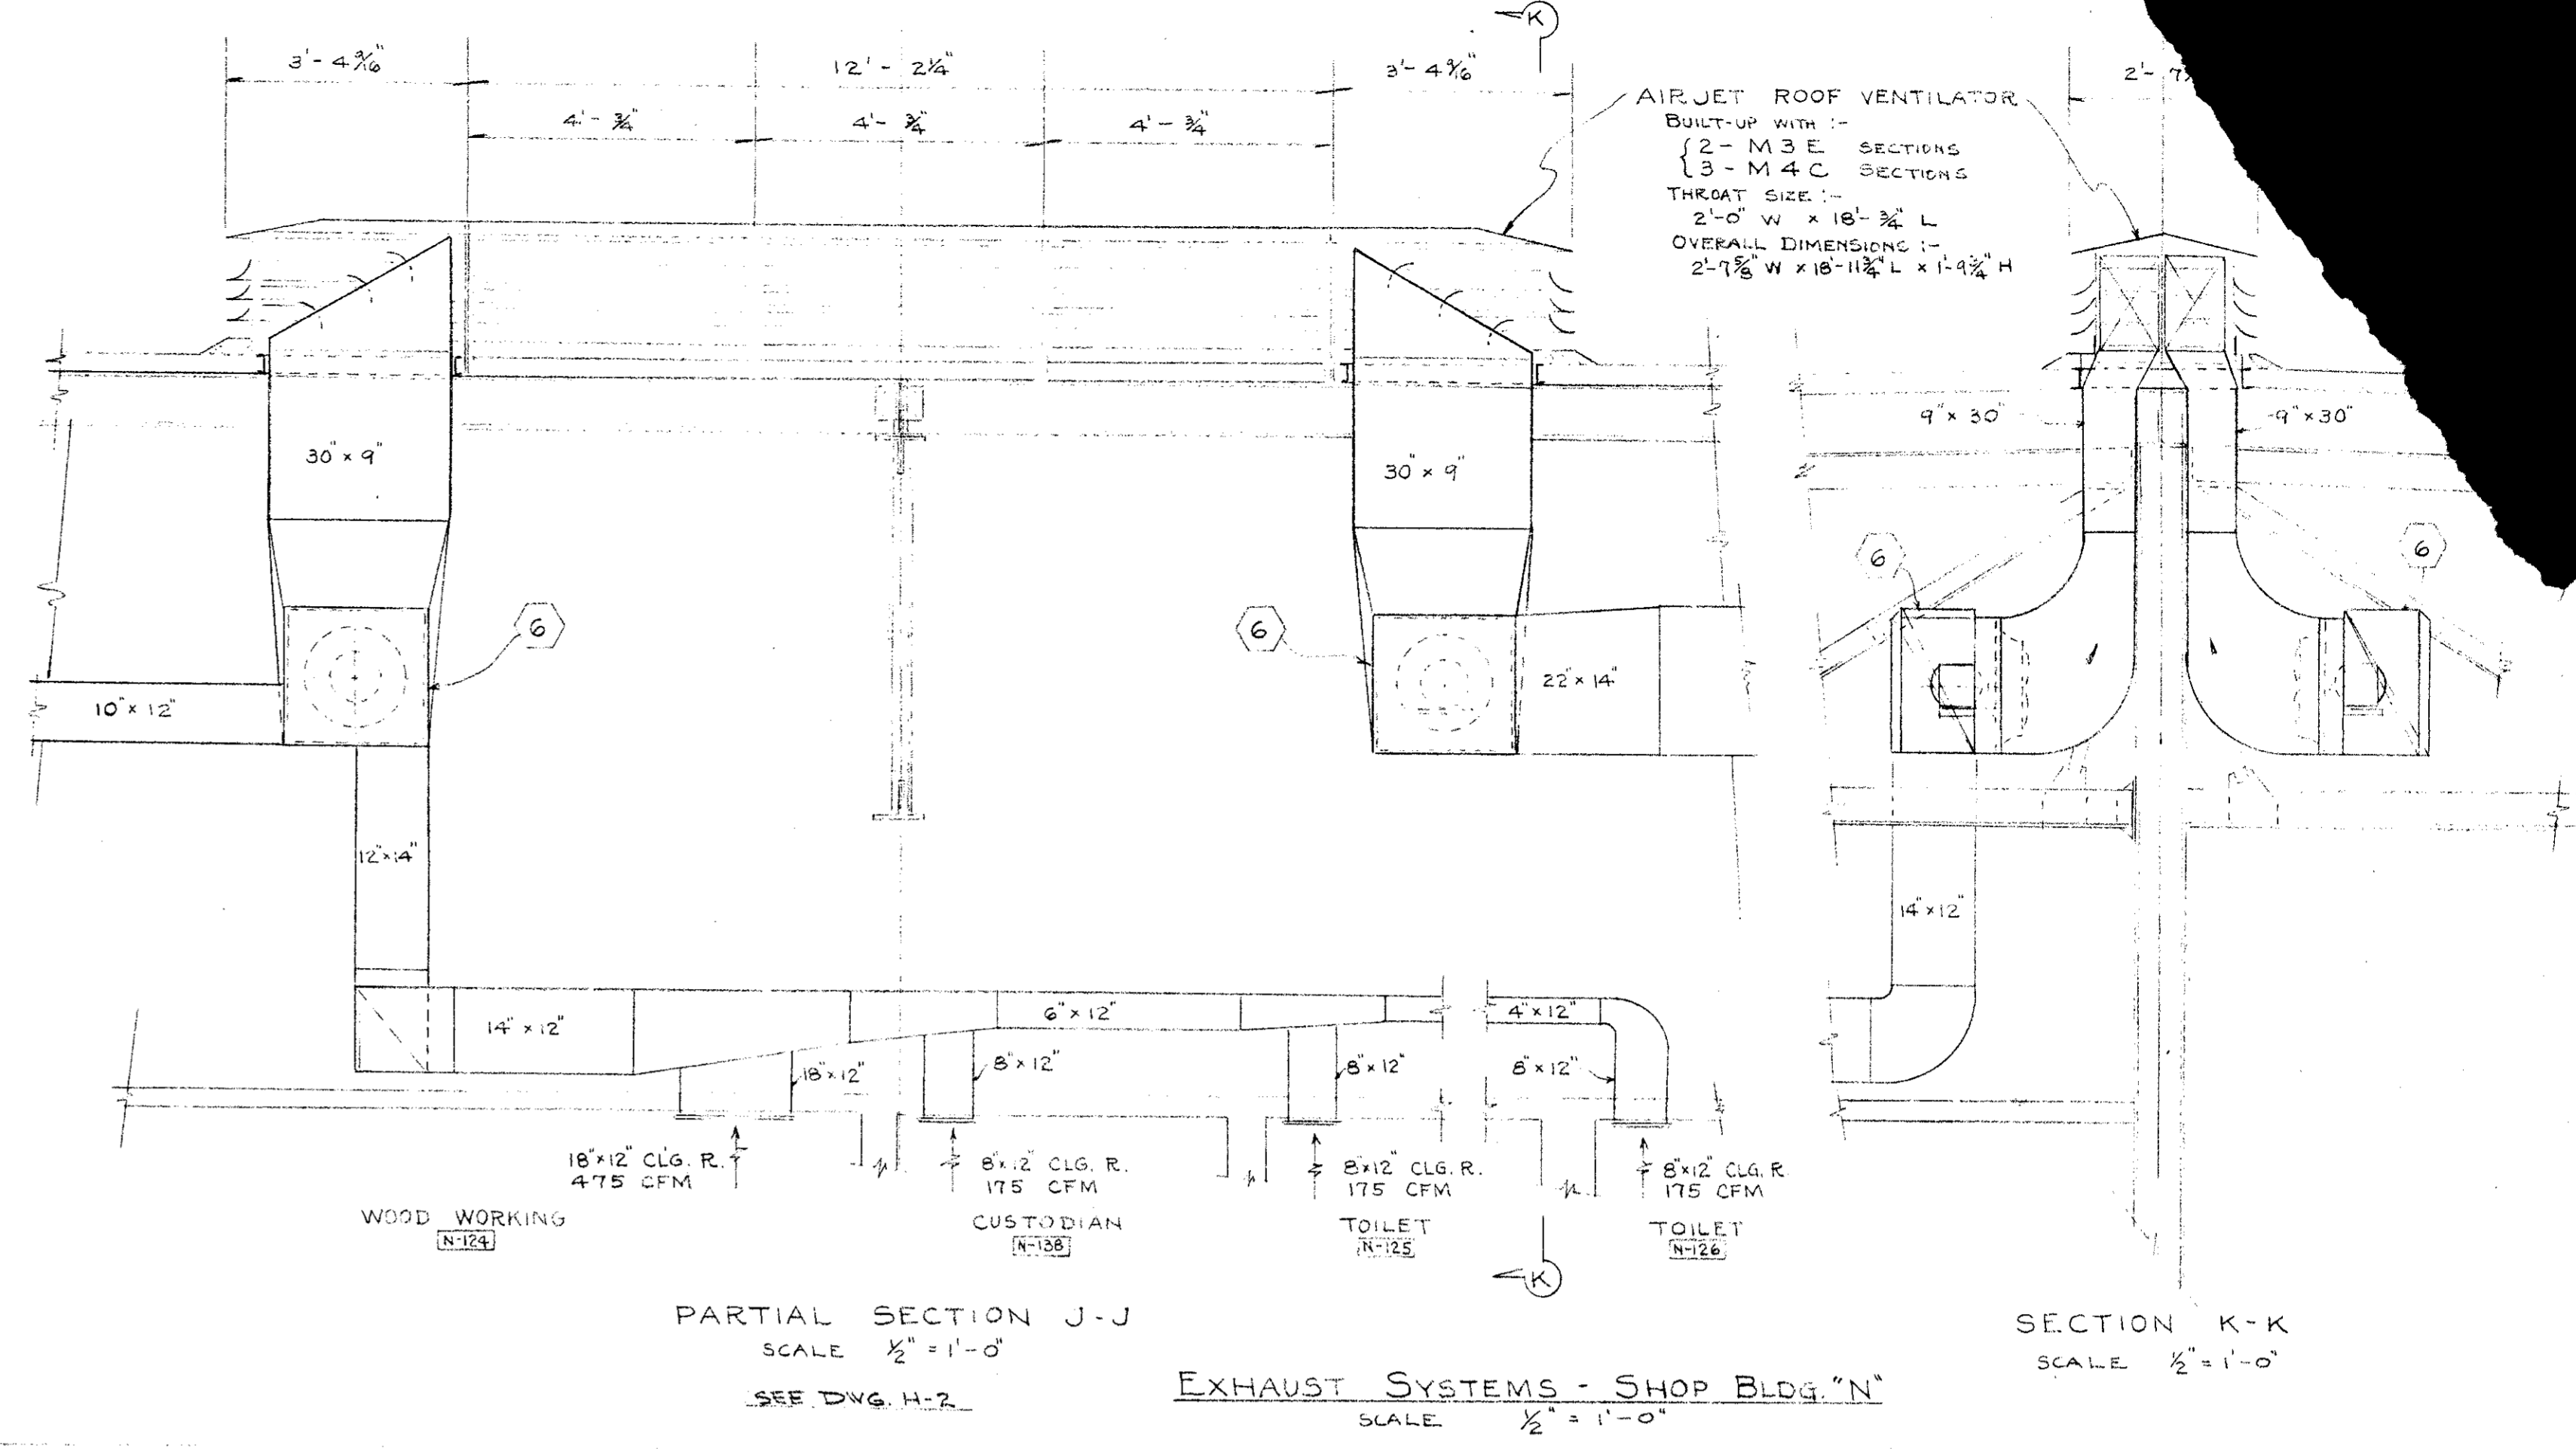 K
3'- 4 9/16"
12' - 2 1/4"
3'- 4 9/16"
2'- 7
4'- 3/4"
4'- 3/4"
4'- 3/4"
AIRJET ROOF VENTILATOR
BUILT-UP WITH :-
2 - M3E SECTIONS
3 - M4C SECTIONS
THROAT SIZE :-
2'-0" W x 18'- 3/4" L
OVERALL DIMENSIONS :-
2'-7 5/8" W x 18'-11 3/4" L x 1'-9 3/4" H
30" x 9"
30" x 9"
9" x 30"
9" x 30"
6
6
6
6
10" x 12"
22" x 14"
12" x 14"
14" x 12"
14" x 12"
6" x 12"
4" x 12"
18" x 12"
8" x 12"
8" x 12"
8" x 12"
18"x12" CLG. R.
475 CFM
8"x12" CLG. R.
175 CFM
8"x12" CLG. R.
175 CFM
8"x12" CLG. R
175 CFM
WOOD WORKING
N-124
CUSTODIAN
N-138
TOILET
N-125
TOILET
N-126
K
PARTIAL SECTION J-J
SCALE 1/2" = 1'-0"
SEE DWG. H-2
EXHAUST SYSTEMS - SHOP BLDG. "N"
SCALE 1/2" = 1'-0"
SECTION K-K
SCALE 1/2" = 1'-0"